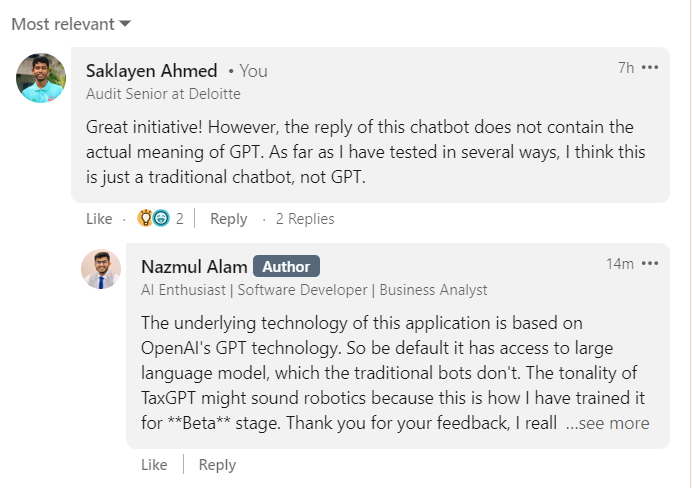 Most relevant
Saklayen Ahmed • You
7h
Audit Senior at Deloitte
Great initiative! However, the reply of this chatbot does not contain the
actual meaning of GPT. As far as I have tested in several ways, I think this
is just a traditional chatbot, not GPT.
Like · 2 | Reply · 2 Replies
Nazmul Alam Author
14m
AI Enthusiast | Software Developer | Business Analyst
The underlying technology of this application is based on
OpenAI's GPT technology. So be default it has access to large
language model, which the traditional bots don't. The tonality of
TaxGPT might sound robotics because this is how I have trained it
for **Beta** stage. Thank you for your feedback, I reall ...see more
Like | Reply